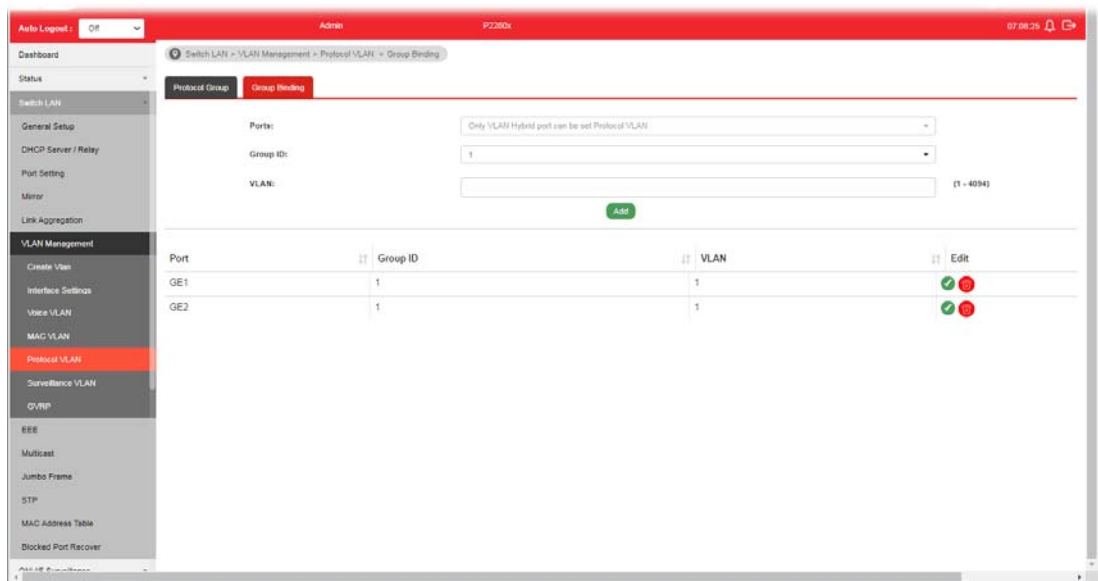 Auto Logout : Off Admin P2280x 07:08:25
Dashboard
Switch LAN > VLAN Management > Protocol VLAN > Group Binding
Status
Protocol Group Group Binding
Switch LAN
General Setup
Ports: Only VLAN Hybrid port can be set Protocol VLAN
DHCP Server / Relay
Group ID: 1
Port Setting
VLAN: (1 - 4094)
Mirror
Add
Link Aggregation
VLAN Management
Port Group ID VLAN Edit
Create Vlan
GE1 1 1
Interface Settings
GE2 1 1
Voice VLAN
MAC VLAN
Protocol VLAN
Surveillance VLAN
GVRP
EEE
Multicast
Jumbo Frame
STP
MAC Address Table
Blocked Port Recover